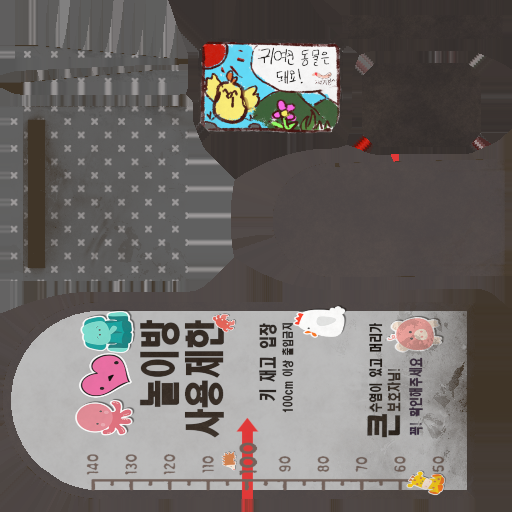 귀여운 동물은
돼요!
놀이방
사용제한
키 재고 입장
100cm 이상 출입금지
큰 수염이 있고 머리가
보호자님!
꼭! 확인해주세요
140
130
120
110
100
90
80
70
60
50